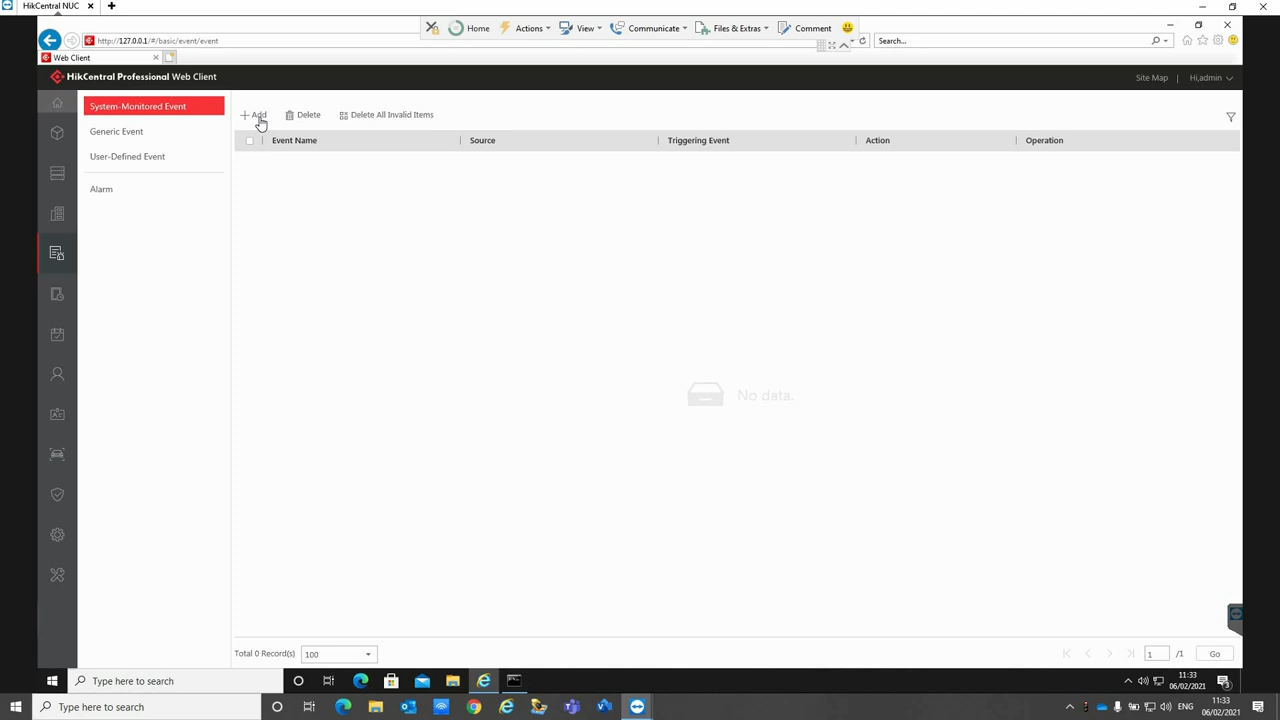 HikCentral NUC
Home
Actions
View
Communicate
Files & Extras
Comment
http://127.0.0.1/#/basic/event/event
Search...
Web Client
HikCentral Professional Web Client
Site Map
Hi,admin
System-Monitored Event
Generic Event
User-Defined Event
Alarm
Add
Delete
Delete All Invalid Items
Event Name
Source
Triggering Event
Action
Operation
No data.
Total 0 Record(s)
100
1
/1
Go
Type here to search
11:33
06/02/2021
3
Type here to search
ENG
11:33
06/02/2021